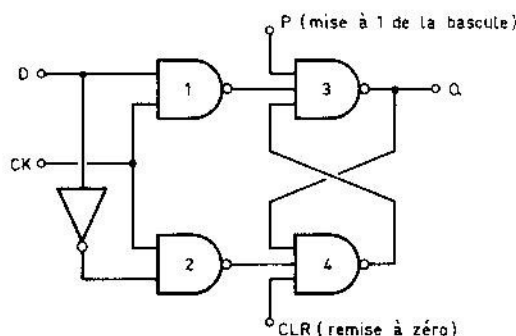 P (mise à 1 de la bascule)
D
1
3
Q
CK
2
4
CLR (remise à zéro)